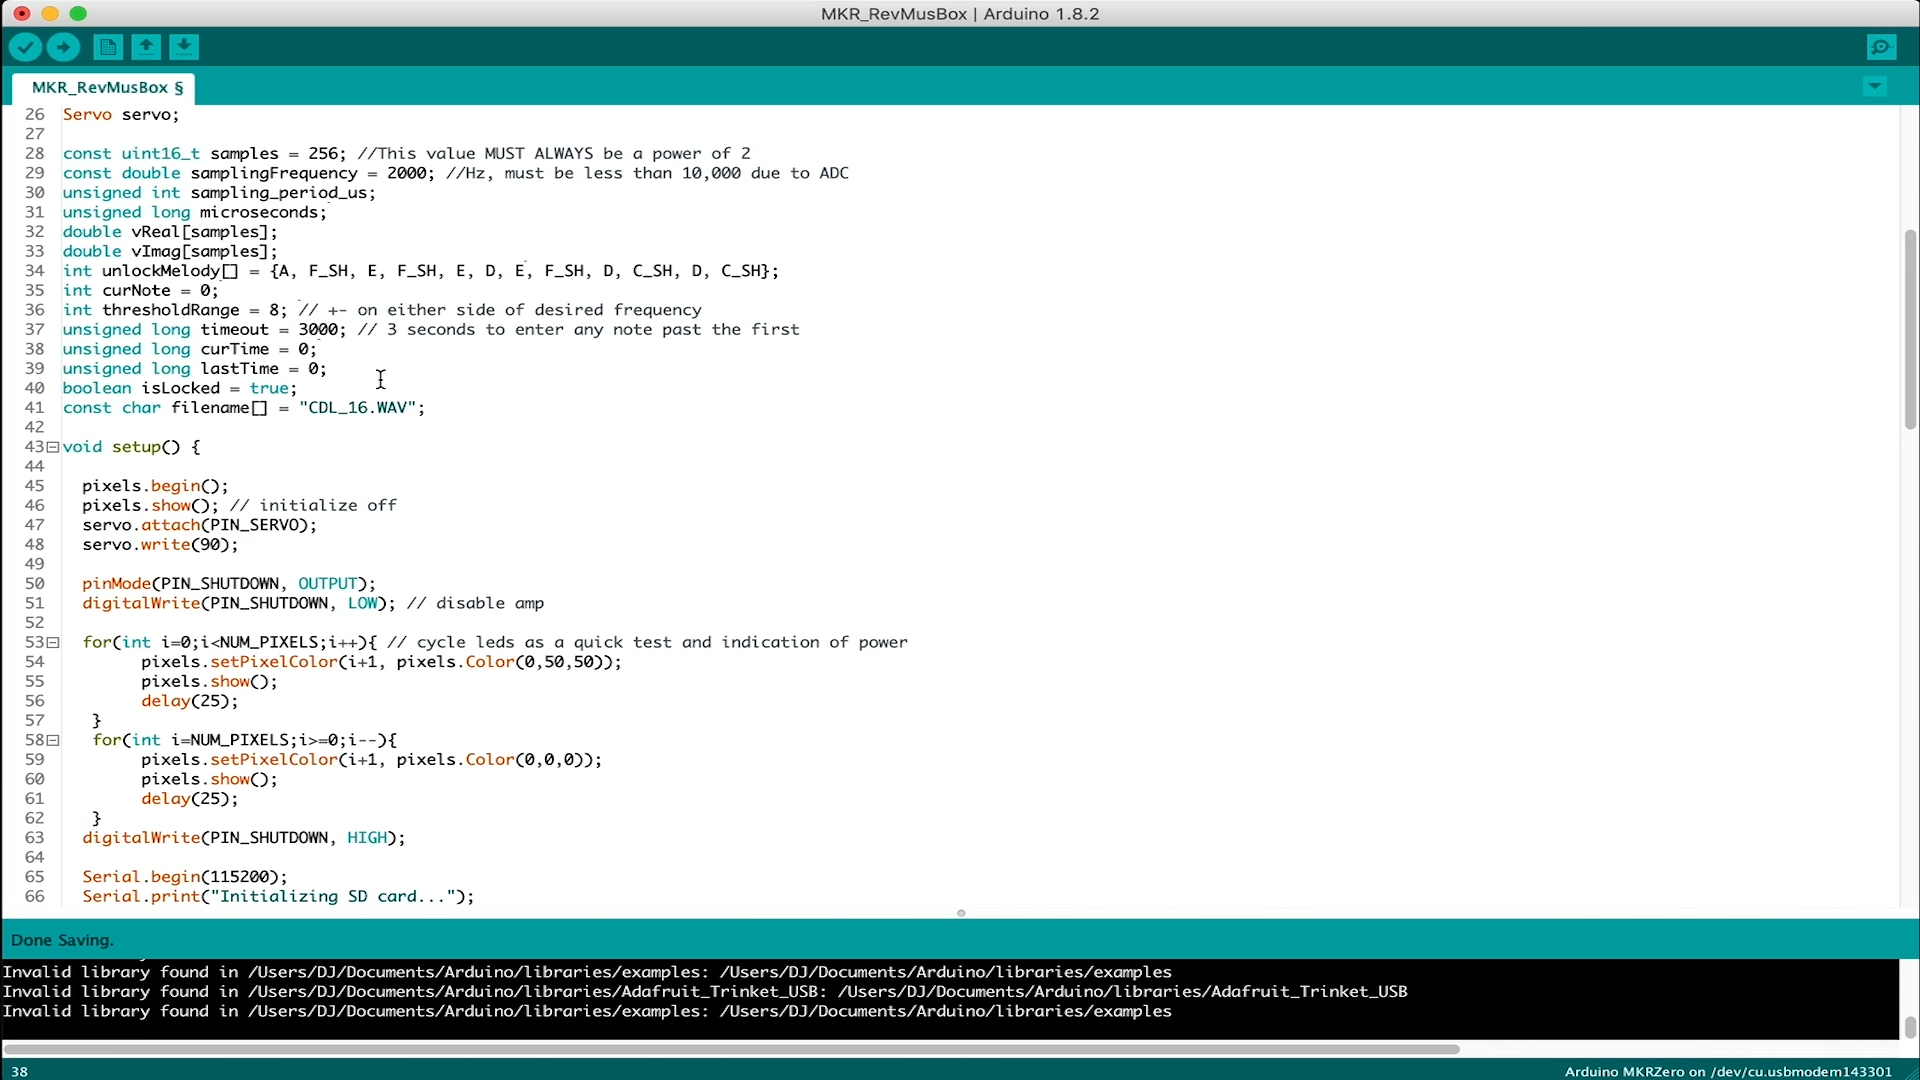 MKR_RevMusBox | Arduino 1.8.2
MKR_RevMusBox §
26 Servo servo;
27
28 const uint16_t samples = 256; //This value MUST ALWAYS be a power of 2
29 const double samplingFrequency = 2000; //Hz, must be less than 10,000 due to ADC
30 unsigned int sampling_period_us;
31 unsigned long microseconds;
32 double vReal[samples];
33 double vImag[samples];
34 int unlockMelody[] = {A, F_SH, E, F_SH, E, D, E, F_SH, D, C_SH, D, C_SH};
35 int curNote = 0;
36 int thresholdRange = 8; // +- on either side of desired frequency
37 unsigned long timeout = 3000; // 3 seconds to enter any note past the first
38 unsigned long curTime = 0;
39 unsigned long lastTime = 0;
40 boolean isLocked = true;
41 const char filename[] = "CDL_16.WAV";
42
43 void setup() {
44
45 pixels.begin();
46 pixels.show(); // initialize off
47 servo.attach(PIN_SERVO);
48 servo.write(90);
49
50 pinMode(PIN_SHUTDOWN, OUTPUT);
51 digitalWrite(PIN_SHUTDOWN, LOW); // disable amp
52
53 for(int i=0;i<NUM_PIXELS;i++){ // cycle leds as a quick test and indication of power
54 pixels.setPixelColor(i+1, pixels.Color(0,50,50));
55 pixels.show();
56 delay(25);
57 }
58 for(int i=NUM_PIXELS;i>=0;i--){
59 pixels.setPixelColor(i+1, pixels.Color(0,0,0));
60 pixels.show();
61 delay(25);
62 }
63 digitalWrite(PIN_SHUTDOWN, HIGH);
64
65 Serial.begin(115200);
66 Serial.print("Initializing SD card...");
Done Saving.
Invalid library found in /Users/DJ/Documents/Arduino/libraries/examples: /Users/DJ/Documents/Arduino/libraries/examples
Invalid library found in /Users/DJ/Documents/Arduino/libraries/Adafruit_Trinket_USB: /Users/DJ/Documents/Arduino/libraries/Adafruit_Trinket_USB
Invalid library found in /Users/DJ/Documents/Arduino/libraries/examples: /Users/DJ/Documents/Arduino/libraries/examples
38 Arduino MKRZero on /dev/cu.usbmodem143301